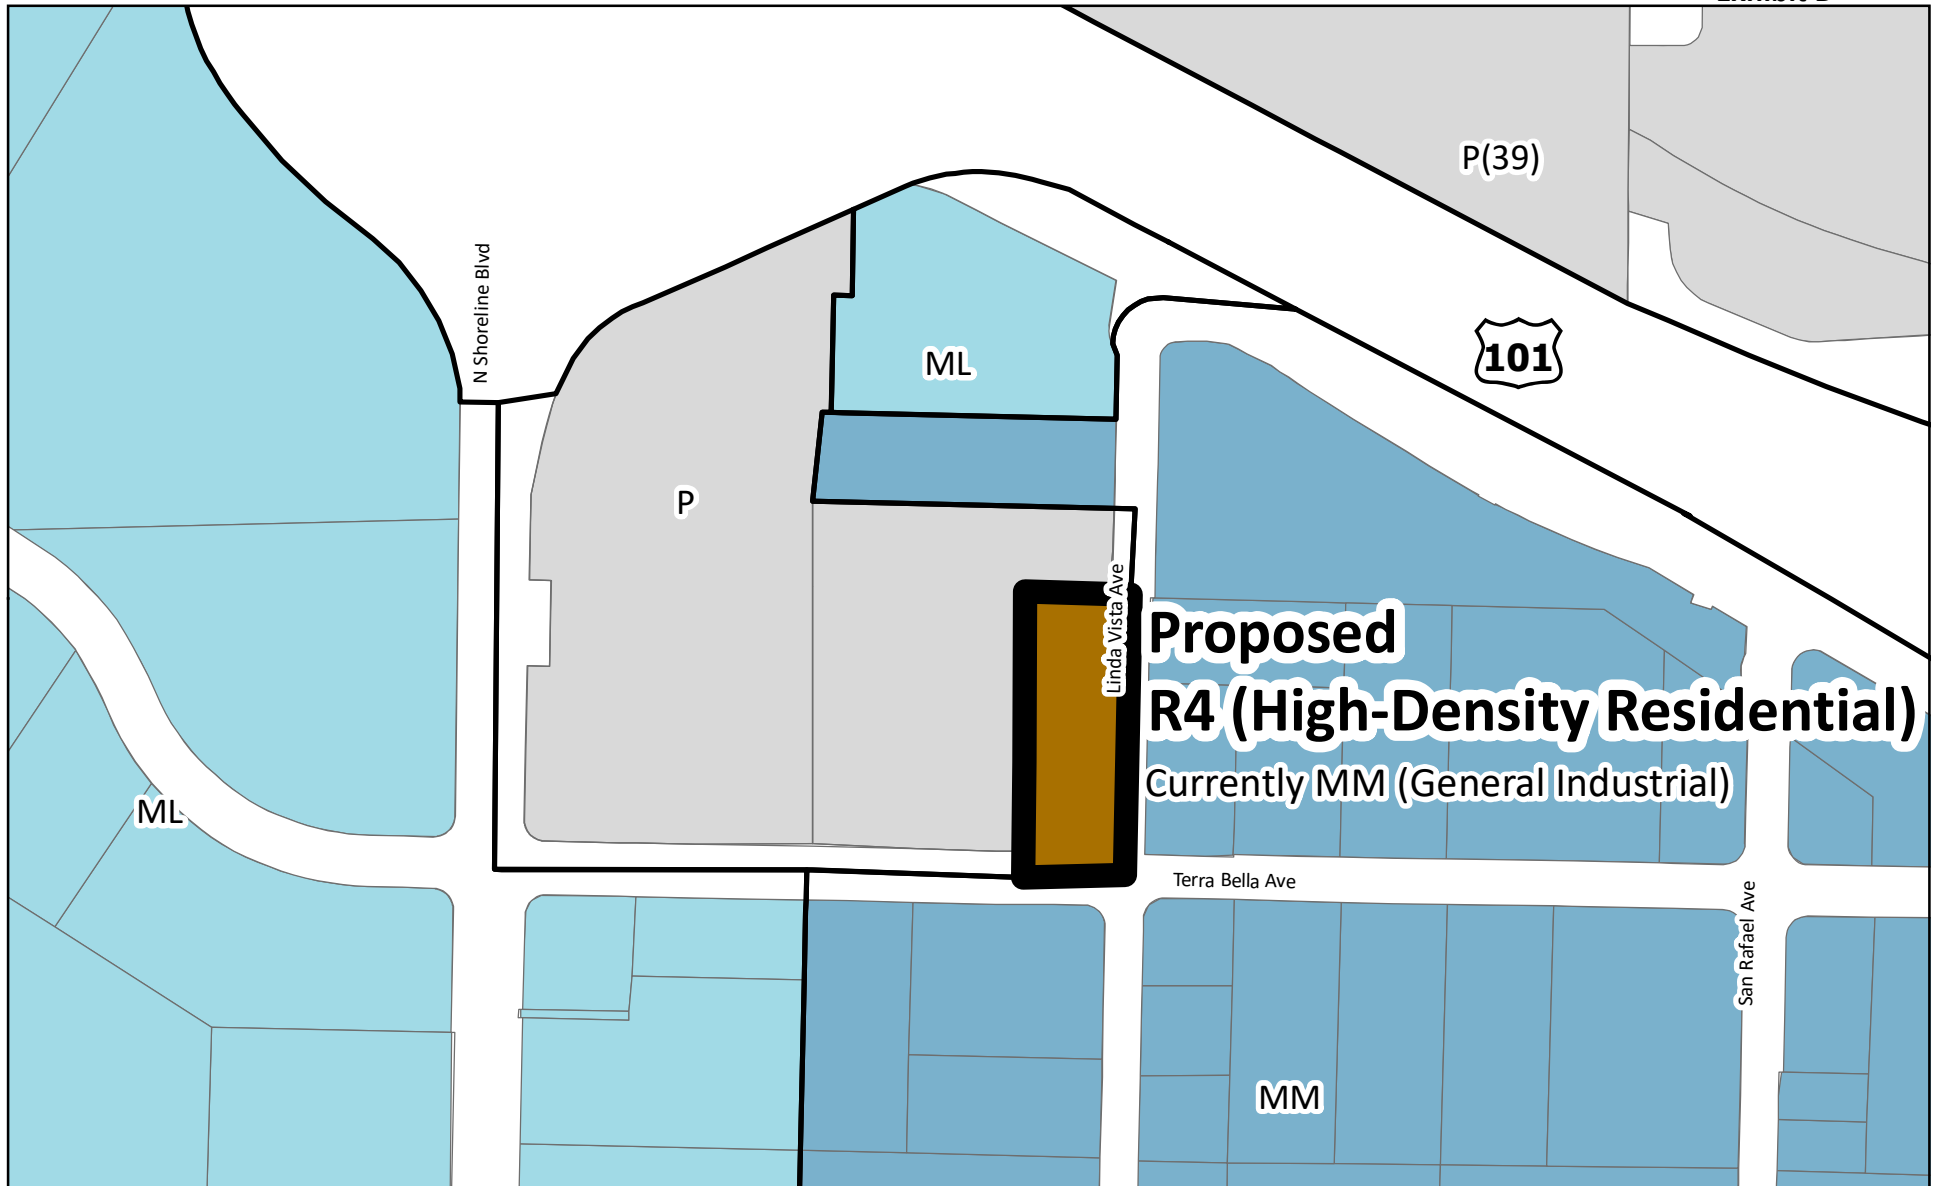 P(39)
N Shoreline Blvd
101
ML
P
Linda Vista Ave
Proposed
R4 (High-Density Residential)
Currently MM (General Industrial)
ML
Terra Bella Ave
San Rafael Ave
MM